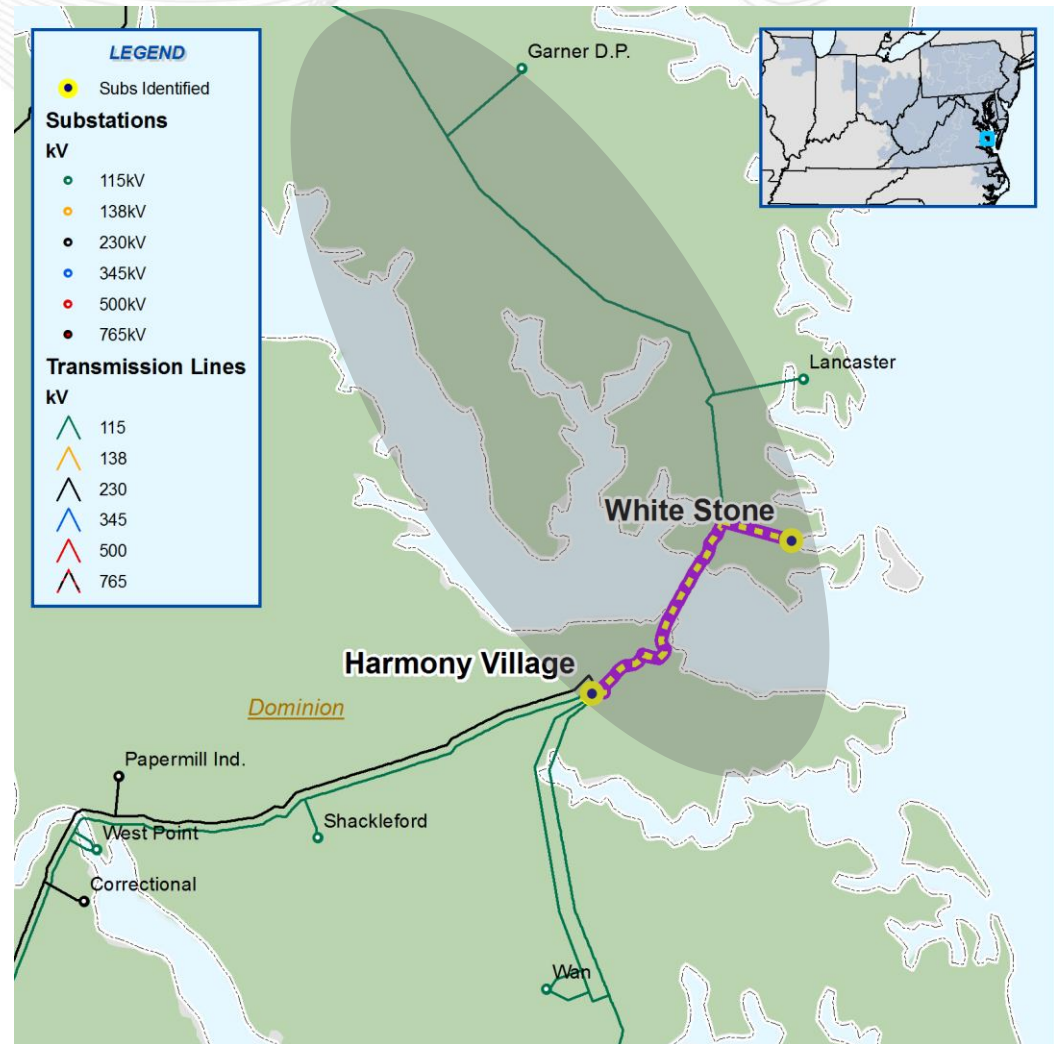 LEGEND
Subs Identified
Substations
kV
115kV
138kV
230kV
345kV
500kV
765kV
Transmission Lines
kV
115
138
230
345
500
765
Garner D.P.
Lancaster
White Stone
Harmony Village
Dominion
Papermill Ind.
West Point
Shackleford
Correctional
Wan